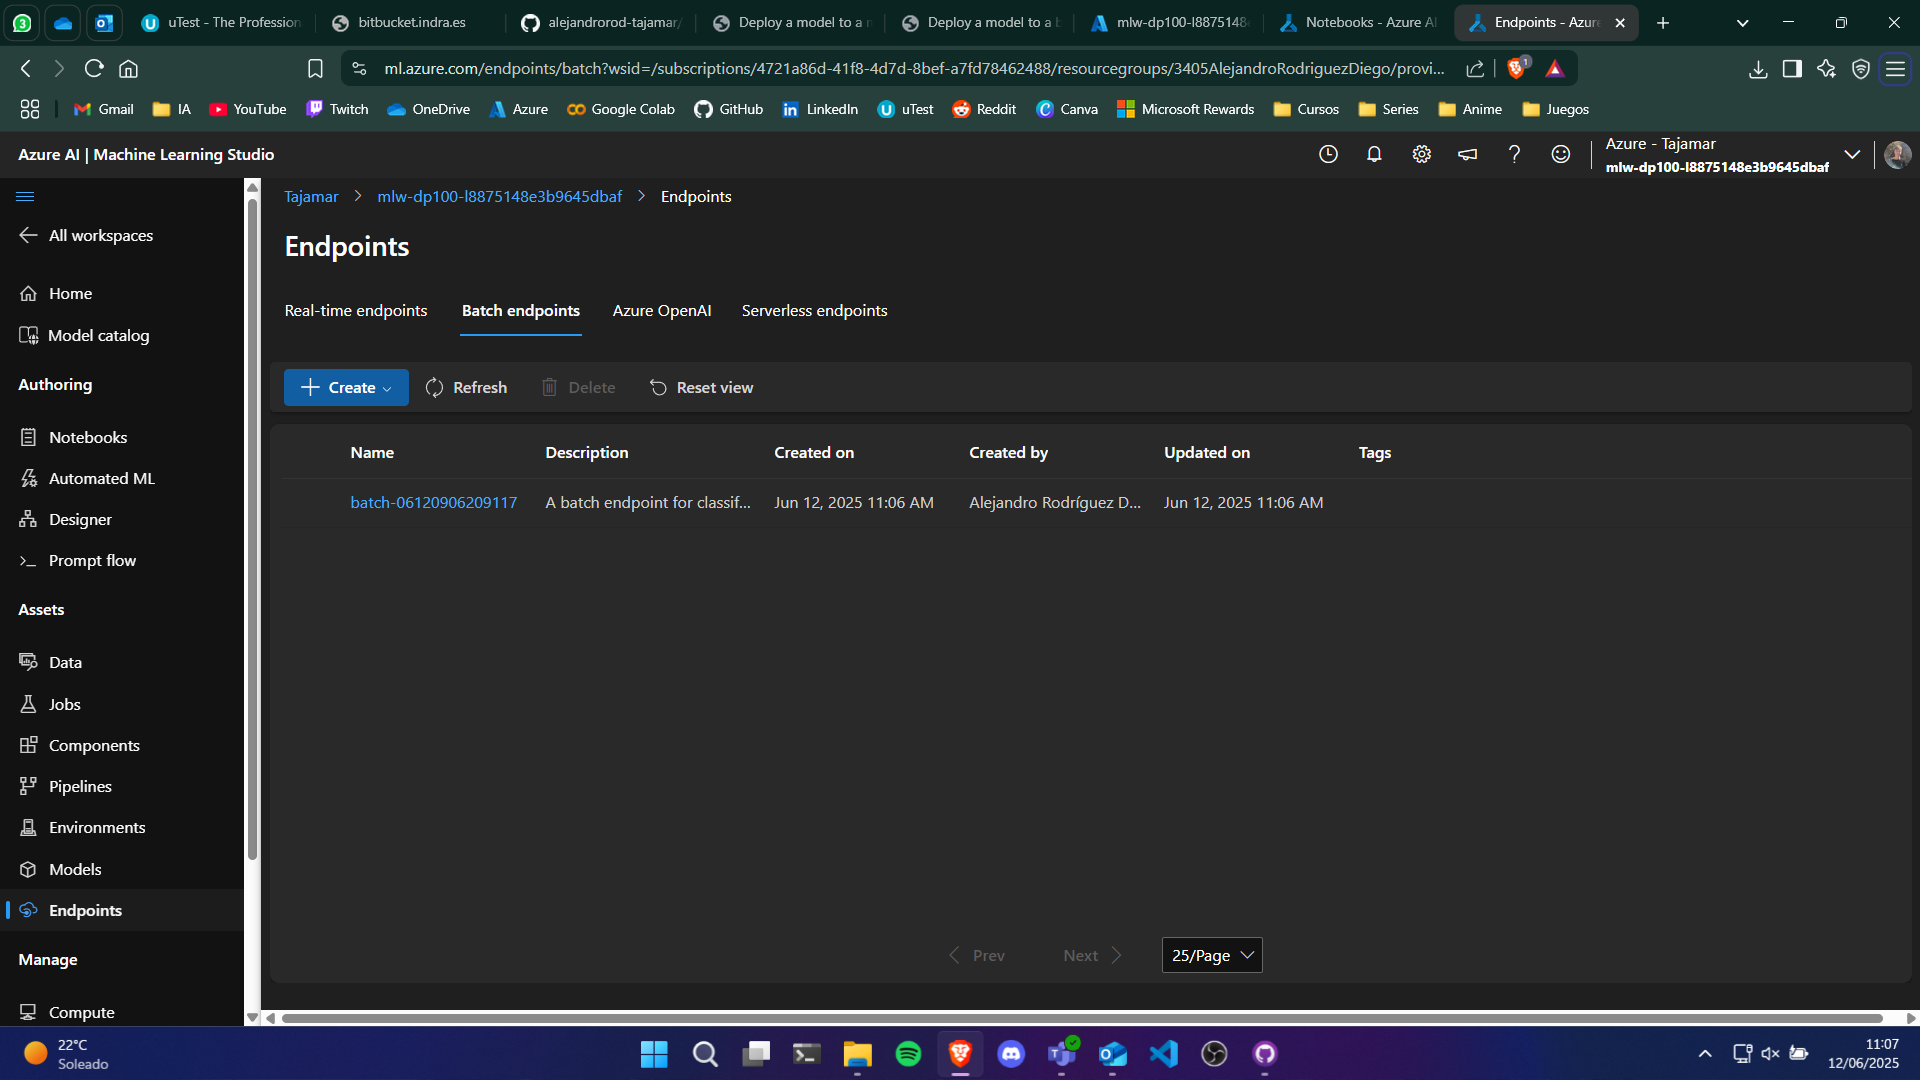 3
uTest - The Profession
bitbucket.indra.es
alejandrorod-tajamar/
Deploy a model to a
Deploy a model to a b
mlw-dp100-l8875148
Notebooks - Azure AI
Endpoints - Azure
ml.azure.com/endpoints/batch?wsid=/subscriptions/4721a86d-41f8-4d7d-8bef-a7fd78462488/resourcegroups/3405AlejandroRodriguezDiego/provi...
1
Gmail
IA
YouTube
Twitch
OneDrive
Azure
Google Colab
GitHub
LinkedIn
uTest
Reddit
Canva
Microsoft Rewards
Cursos
Series
Anime
Juegos
Azure AI | Machine Learning Studio
Azure - Tajamar
mlw-dp100-l8875148e3b9645dbaf
All workspaces
Home
Model catalog
Authoring
Notebooks
Automated ML
Designer
Prompt flow
Assets
Data
Jobs
Components
Pipelines
Environments
Models
Endpoints
Manage
Compute
Tajamar > mlw-dp100-l8875148e3b9645dbaf > Endpoints
Endpoints
Real-time endpoints
Batch endpoints
Azure OpenAI
Serverless endpoints
Create
Refresh
Delete
Reset view
Name Description Created on Created by Updated on Tags
batch-06120906209117 A batch endpoint for classif... Jun 12, 2025 11:06 AM Alejandro Rodríguez D... Jun 12, 2025 11:06 AM
Prev
Next
25/Page
22°C
Soleado
11:07
12/06/2025